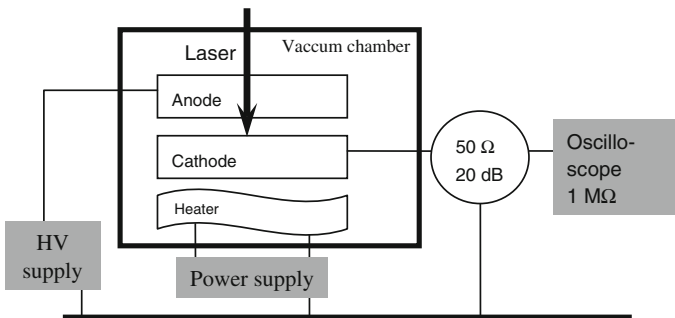 Laser
Vaccum chamber
Anode
Cathode
Heater
50 Ω
20 dB
Oscillo-
scope
1 MΩ
HV
supply
Power supply